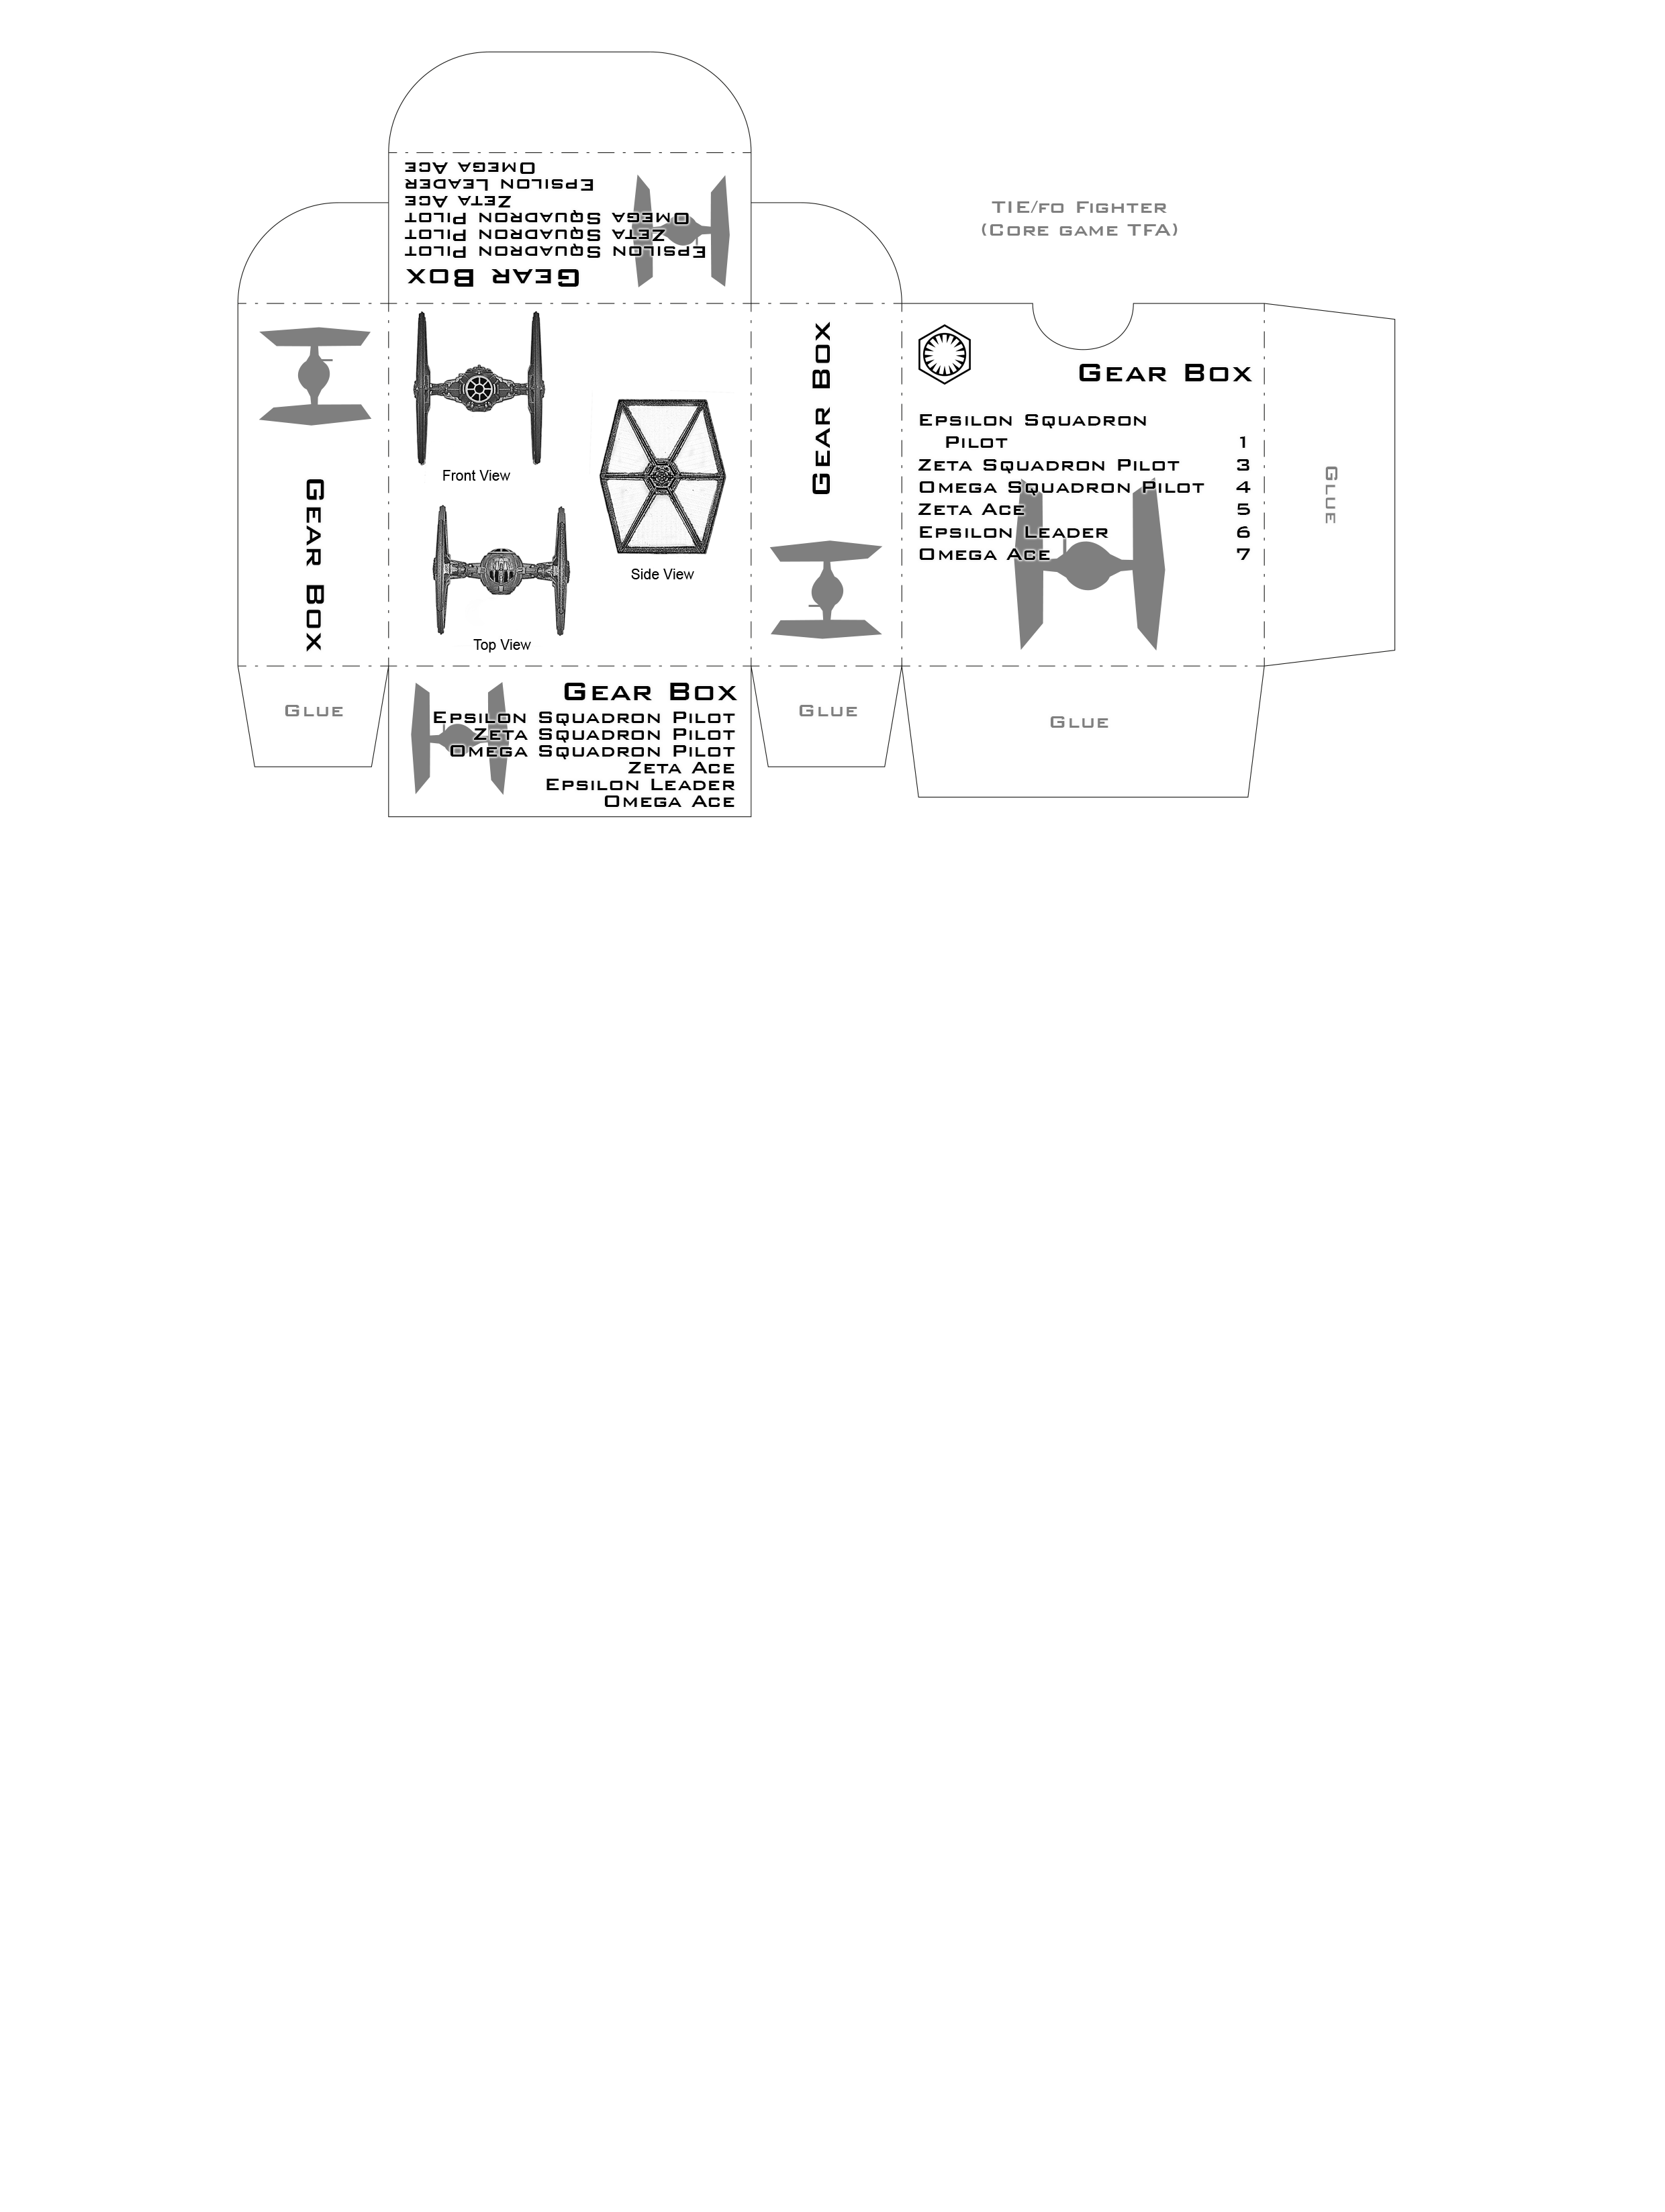 Omega Ace
Epsilon Leader
Zeta Ace
Omega Squadron Pilot
Zeta Squadron Pilot
Epsilon Squadron Pilot
Gear Box
TIE/fo Fighter
(Core game TFA)
Gear Box
Front View
Top View
Side View
Gear Box
Gear Box
Epsilon Squadron
Pilot 1
Zeta Squadron Pilot 3
Omega Squadron Pilot 4
Zeta Ace 5
Epsilon Leader 6
Omega Ace 7
Glue
Glue
Gear Box
Epsilon Squadron Pilot
Zeta Squadron Pilot
Omega Squadron Pilot
Zeta Ace
Epsilon Leader
Omega Ace
Glue
Glue